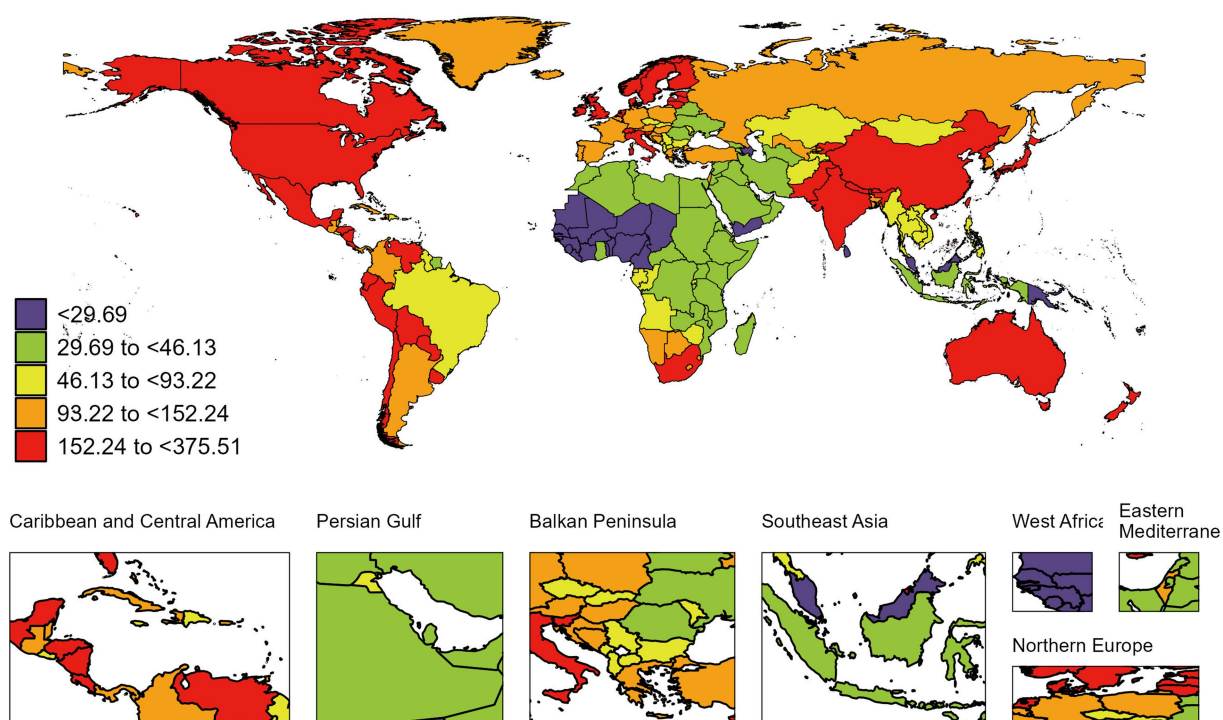 <29.69
29.69 to <46.13
46.13 to <93.22
93.22 to <152.24
152.24 to <375.51
Caribbean and Central America
Persian Gulf
Balkan Peninsula
Southeast Asia
West Africa
Eastern
Mediterrane
Northern Europe